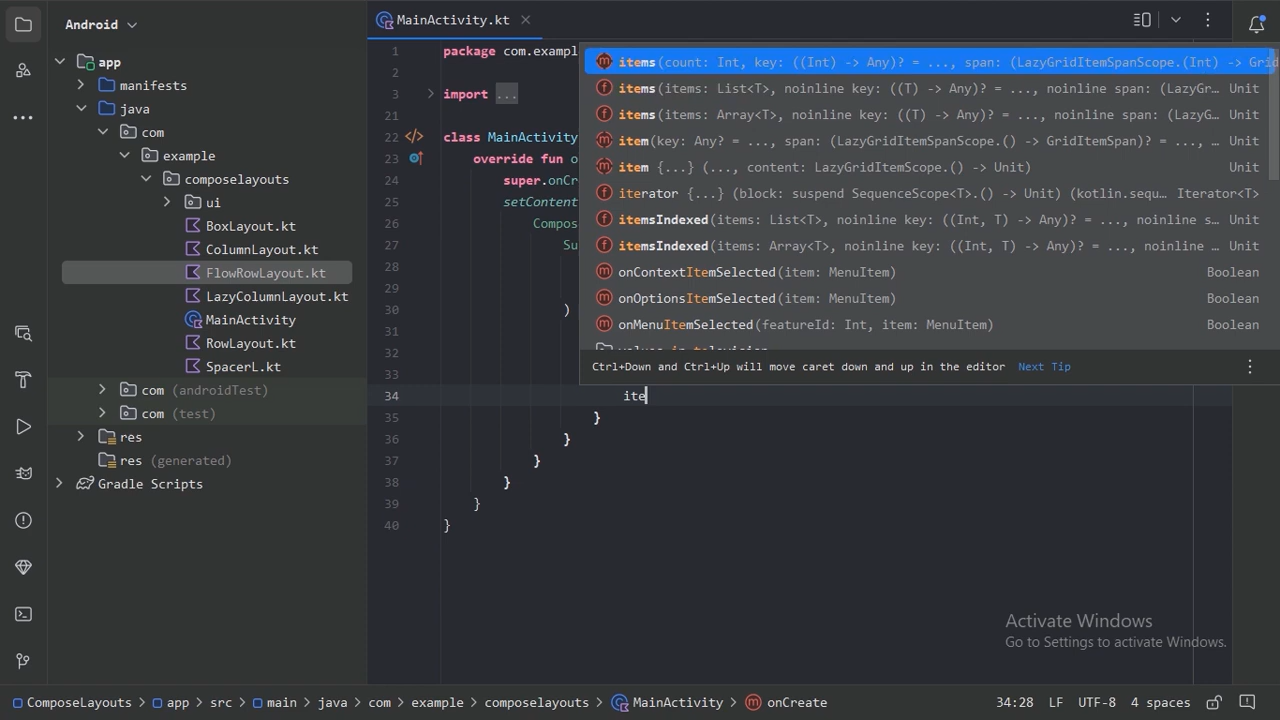 Android
MainActivity.kt
app
manifests
java
com
example
composelayouts
ui
BoxLayout.kt
ColumnLayout.kt
FlowRowLayout.kt
LazyColumnLayout.kt
MainActivity
RowLayout.kt
SpacerL.kt
com (androidTest)
com (test)
res
res (generated)
Gradle Scripts
1 package com.exampl
2
3 import ...
21
22 class MainActivity
23 override fun o
24 super.onCr
25 setContent
26 Compos
27 Su
28
29
30 )
31
32
33
34 ite
35 }
36 }
37 }
38 }
39 }
40 }
items(count: Int, key: ((Int) -> Any)? = ..., span: (LazyGridItemSpanScope.(Int) -> Grid
items(items: List<T>, noinline key: ((T) -> Any)? = ..., noinline span: (LazyGr... Unit
items(items: Array<T>, noinline key: ((T) -> Any)? = ..., noinline span: (LazyG... Unit
item(key: Any? = ..., span: (LazyGridItemSpanScope.() -> GridItemSpan)? = ..., ... Unit
item {...} (..., content: LazyGridItemScope.() -> Unit) Unit
iterator {...} (block: suspend SequenceScope<T>.() -> Unit) (kotlin.sequ... Iterator<T>
itemsIndexed(items: List<T>, noinline key: ((Int, T) -> Any)? = ..., noinline s... Unit
itemsIndexed(items: Array<T>, noinline key: ((Int, T) -> Any)? = ..., noinline ... Unit
onContextItemSelected(item: MenuItem) Boolean
onOptionsItemSelected(item: MenuItem) Boolean
onMenuItemSelected(featureId: Int, item: MenuItem) Boolean
Ctrl+Down and Ctrl+Up will move caret down and up in the editor Next Tip
Activate Windows
Go to Settings to activate Windows.
ComposeLayouts > app > src > main > java > com > example > composelayouts > MainActivity > onCreate
34:28 LF UTF-8 4 spaces